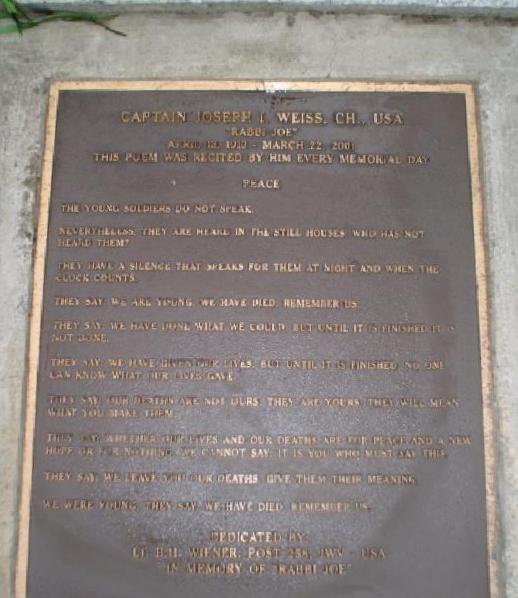 CAPTAIN JOSEPH I. WEISS, CH., USA
"RABBI JOE"
APRIL 18, 1913 - MARCH 22, 2001
THIS POEM WAS RECITED BY HIM EVERY MEMORIAL DAY
PEACE
THE YOUNG SOLDIERS DO NOT SPEAK.
NEVERTHELESS, THEY ARE HEARD IN THE STILL HOUSES: WHO HAS NOT
HEARD THEM?
THEY HAVE A SILENCE THAT SPEAKS FOR THEM AT NIGHT AND WHEN THE
CLOCK COUNTS.
THEY SAY: WE ARE YOUNG. WE HAVE DIED. REMEMBER US.
THEY SAY: WE HAVE DONE WHAT WE COULD, BUT UNTIL IT IS FINISHED IT IS
NOT DONE.
THEY SAY: WE HAVE GIVEN OUR LIVES, BUT UNTIL IT IS FINISHED, NO ONE
CAN KNOW WHAT OUR LIVES GAVE.
THEY SAY: OUR DEATHS ARE NOT OURS; THEY ARE YOURS; THEY WILL MEAN
WHAT YOU MAKE THEM.
THEY SAY: WHETHER OUR LIVES AND OUR DEATHS ARE FOR PEACE AND A NEW
HOPE OR FOR NOTHING, WE CANNOT SAY; IT IS YOU WHO MUST SAY THIS.
THEY SAY: WE LEAVE YOU OUR DEATHS. GIVE THEM THEIR MEANING.
WE WERE YOUNG, THEY SAY. WE HAVE DIED. REMEMBER US.
DEDICATED BY:
LT. H.H. WIENER, POST 258, JWV - USA
"IN MEMORY OF "RABBI JOE"